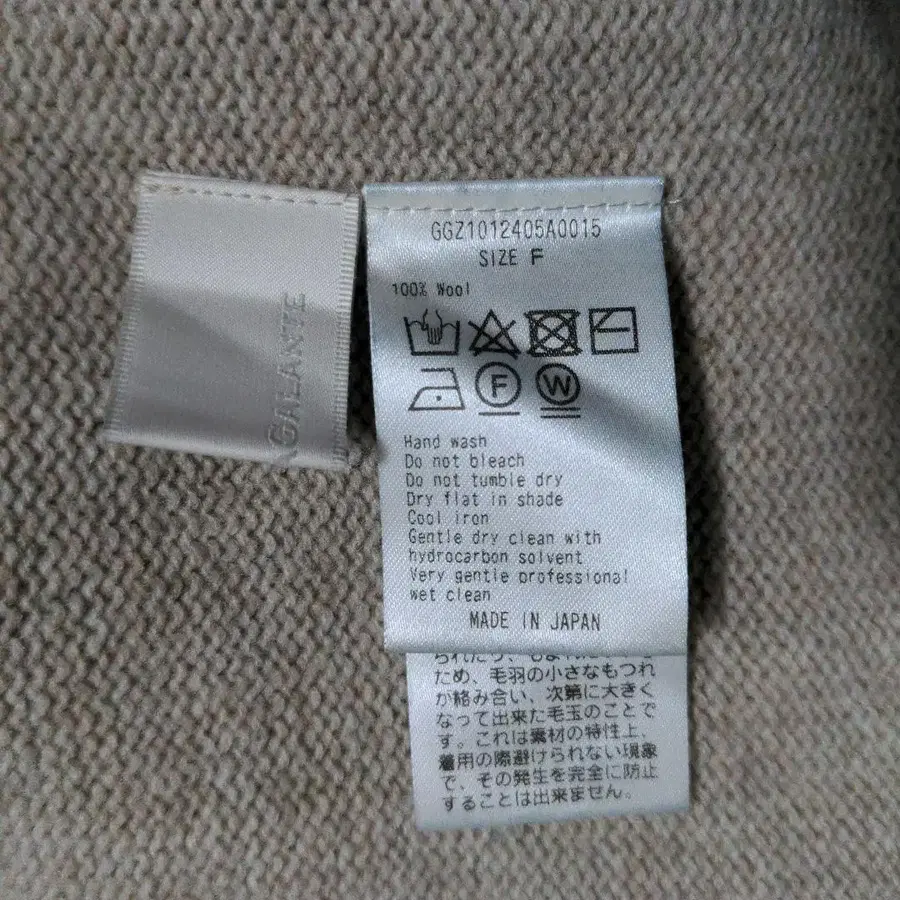 GALANTE
GGZ1012405A0015
SIZE F
100% Wool
F
W
Hand wash
Do not bleach
Do not tumble dry
Dry flat in shade
Cool iron
Gentle dry clean with
hydrocarbon solvent
Very gentle professional
wet clean
MADE IN JAPAN
ため、毛羽の小さなもつれ
が絡み合い、次第に大きく
なって出来た毛玉のことで
す。これは素材の特性上、
着用の際避けられない現象
で、その発生を完全に防止
することは出来ません。